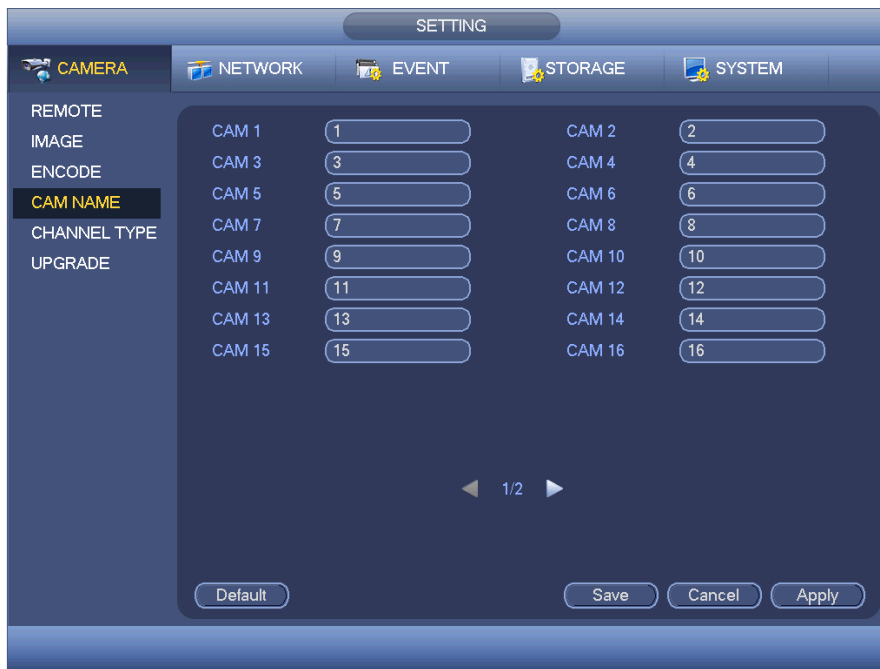 SETTING
CAMERA NETWORK EVENT STORAGE SYSTEM
REMOTE
IMAGE
ENCODE
CAM NAME
CHANNEL TYPE
UPGRADE
CAM 1 1 CAM 2 2
CAM 3 3 CAM 4 4
CAM 5 5 CAM 6 6
CAM 7 7 CAM 8 8
CAM 9 9 CAM 10 10
CAM 11 11 CAM 12 12
CAM 13 13 CAM 14 14
CAM 15 15 CAM 16 16
1/2
Default Save Cancel Apply